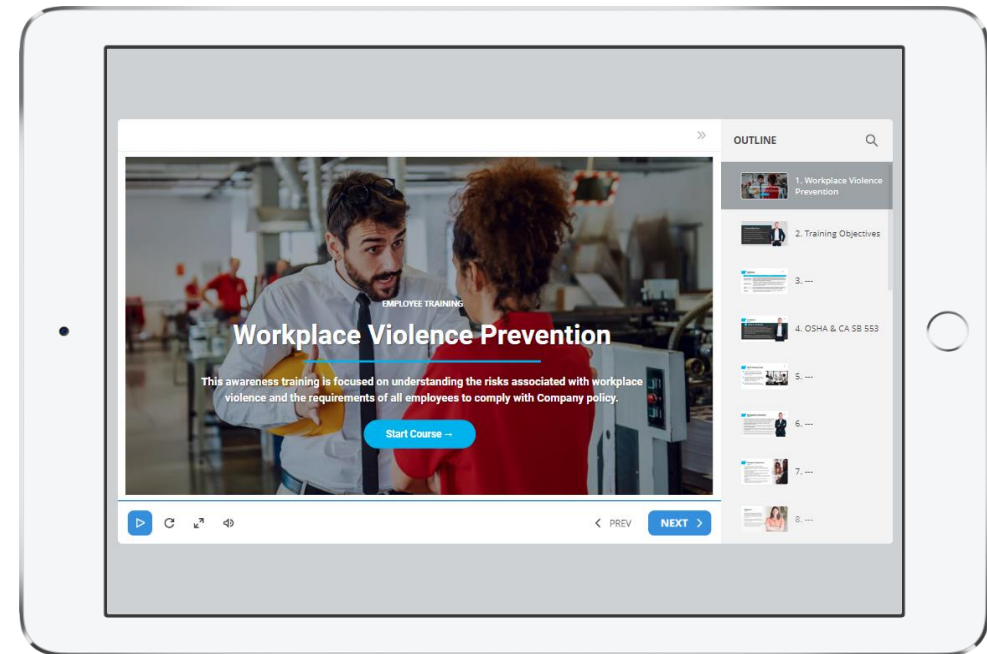 OUTLINE
EMPLOYEE TRAINING
Workplace Violence Prevention
This awareness training is focused on understanding the risks associated with workplace
violence and the requirements of all employees to comply with Company policy.
Start Course →
PREV
NEXT
1. Workplace Violence
Prevention
2. Training Objectives
3. ---
4. OSHA & CA SB 553
5. ---
6. ---
7. ---
8. ---